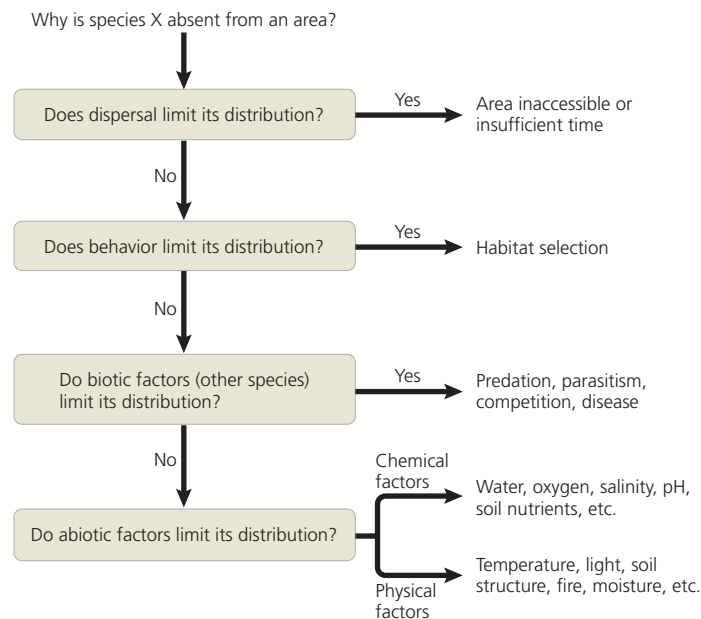 Why is species X absent from an area?
Does dispersal limit its distribution?
Yes
Area inaccessible or
insufficient time
No
Does behavior limit its distribution?
Yes
Habitat selection
No
Do biotic factors (other species)
limit its distribution?
Yes
Predation, parasitism,
competition, disease
No
Chemical
factors
Water, oxygen, salinity, pH,
soil nutrients, etc.
Do abiotic factors limit its distribution?
Temperature, light, soil
structure, fire, moisture, etc.
Physical
factors